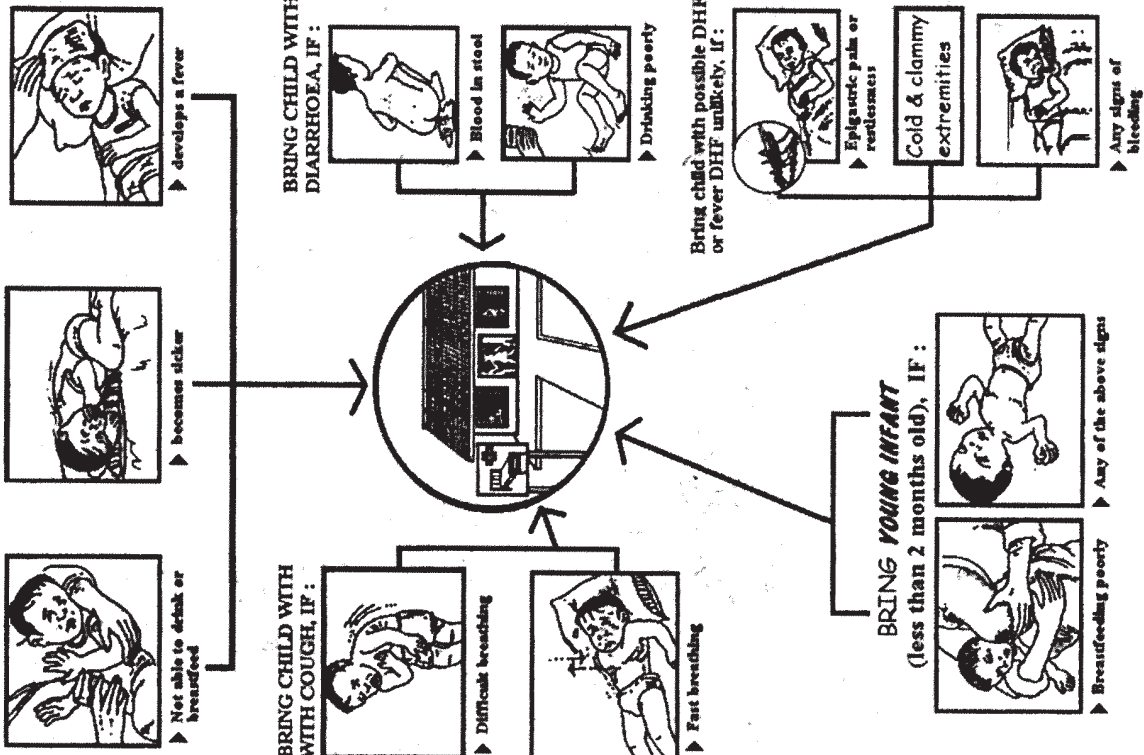 Not able to drink or
breastfeed
becomes sicker
develops a fever
BRING CHILD WITH
WITH COUGH, IF :
Difficult breathing
Fast breathing
BRING CHILD WITH
DIARRHOEA, IF :
Blood in stool
Drinking poorly
Bring child with possible DHF
or fever DHF unlikely, if :
Epigastric pain or
restlessness
Cold & clammy
extremities
Any signs of
bleeding
BRING YOUNG INFANT
(less than 2 months old), IF :
Breastfeeding poorly
Any of the above signs